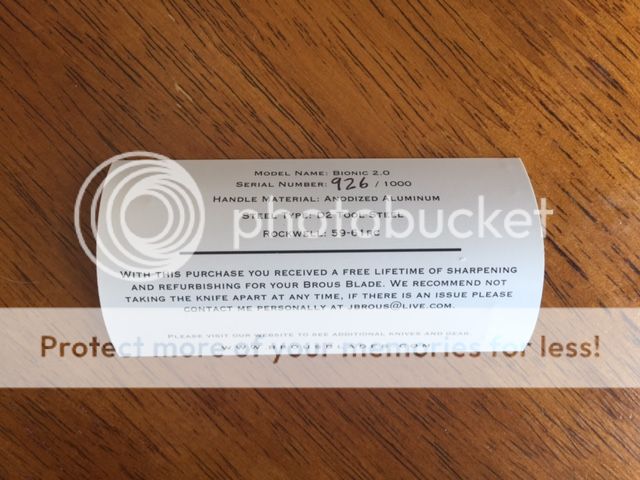 Model Name: Bionic 2.0
Serial Number: 926 / 1000
Handle Material: Anodized Aluminum
Steel Type: D2 Tool Steel
Rockwell: 59-61RC
With this purchase you received a free lifetime of sharpening
and refurbishing for your Brous Blade. We recommend not
taking the knife apart at any time, if there is an issue please
contact me personally at jbrous@live.com.
Please visit our website to see additional knives and gear.
www.brousblades.com
photobucket
Protect more of your memories for less!